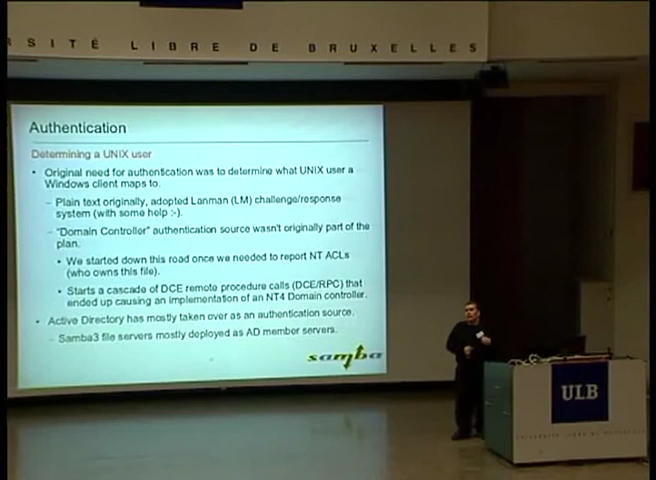 RSITÉ LIBRE DE BRUXELLES
Authentication
Determining a UNIX user
• Original need for authentication was to determine what UNIX user a
Windows client maps to.
– Plain text originally, adopted Lanman (LM) challenge/response
system (with some help :-).
– "Domain Controller" authentication source wasn't originally part of the
plan.
• We started down this road once we needed to report NT ACLs
(who owns this file).
• Starts a cascade of DCE remote procedure calls (DCE/RPC) that
ended up causing an implementation of an NT4 Domain controller.
• Active Directory has mostly taken over as an authentication source.
– Samba3 file servers mostly deployed as AD member servers.
samba
ULB